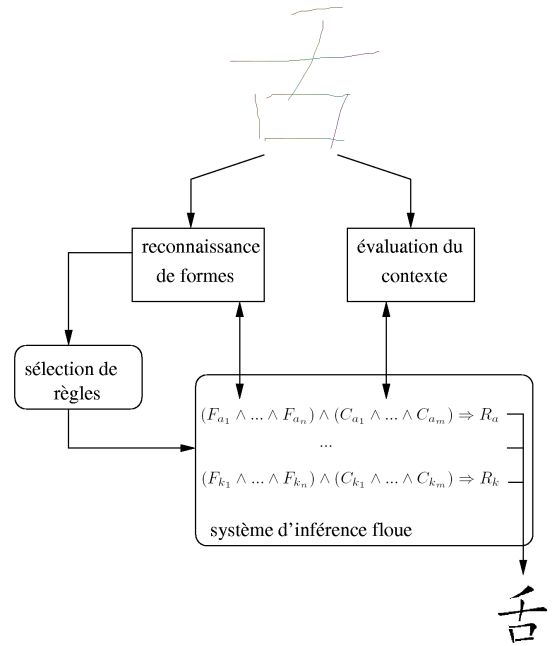 舌
reconnaissance
de formes
évaluation du
contexte
sélection de
règles
(F_{a_1} ∧ ... ∧ F_{a_n}) ∧ (C_{a_1} ∧ ... ∧ C_{a_m}) ⇒ R_a
...
(F_{k_1} ∧ ... ∧ F_{k_n}) ∧ (C_{k_1} ∧ ... ∧ C_{k_m}) ⇒ R_k
système d'inférence floue
舌